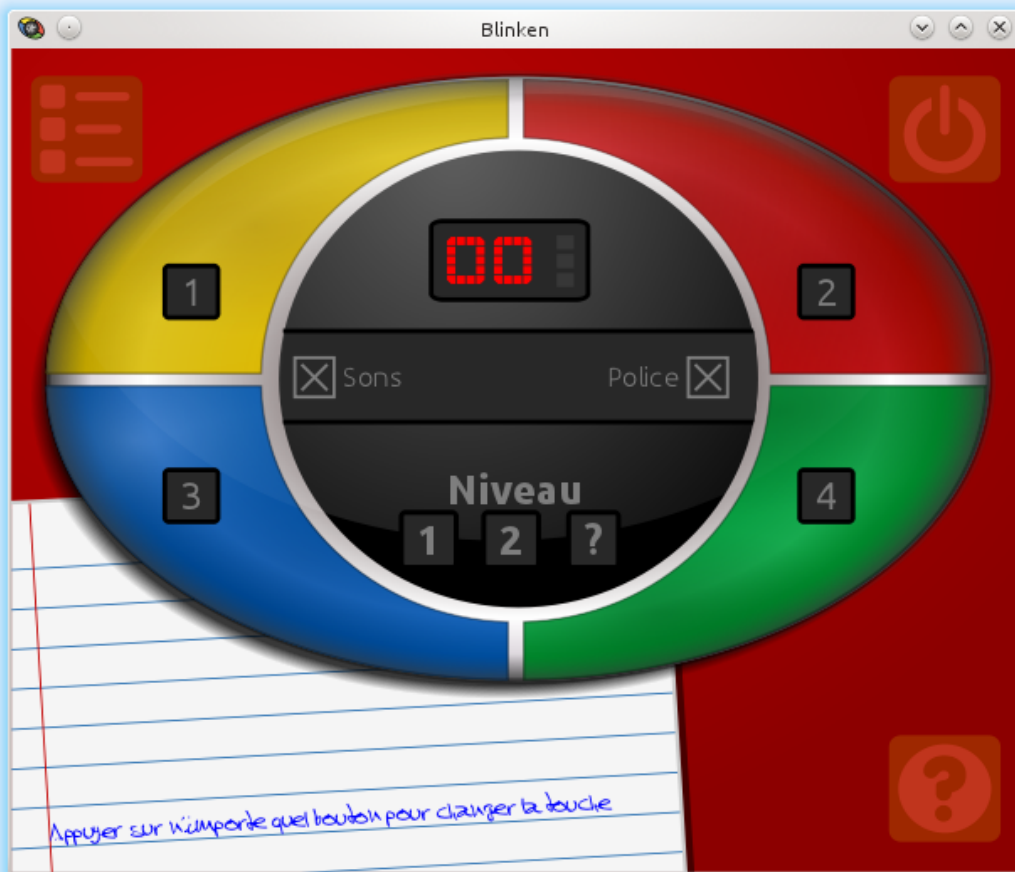 Blinken
00
1
2
Sons
Police
3
4
Niveau
1 2 ?
Appuyer sur n'importe quel bouton pour changer la touche
?